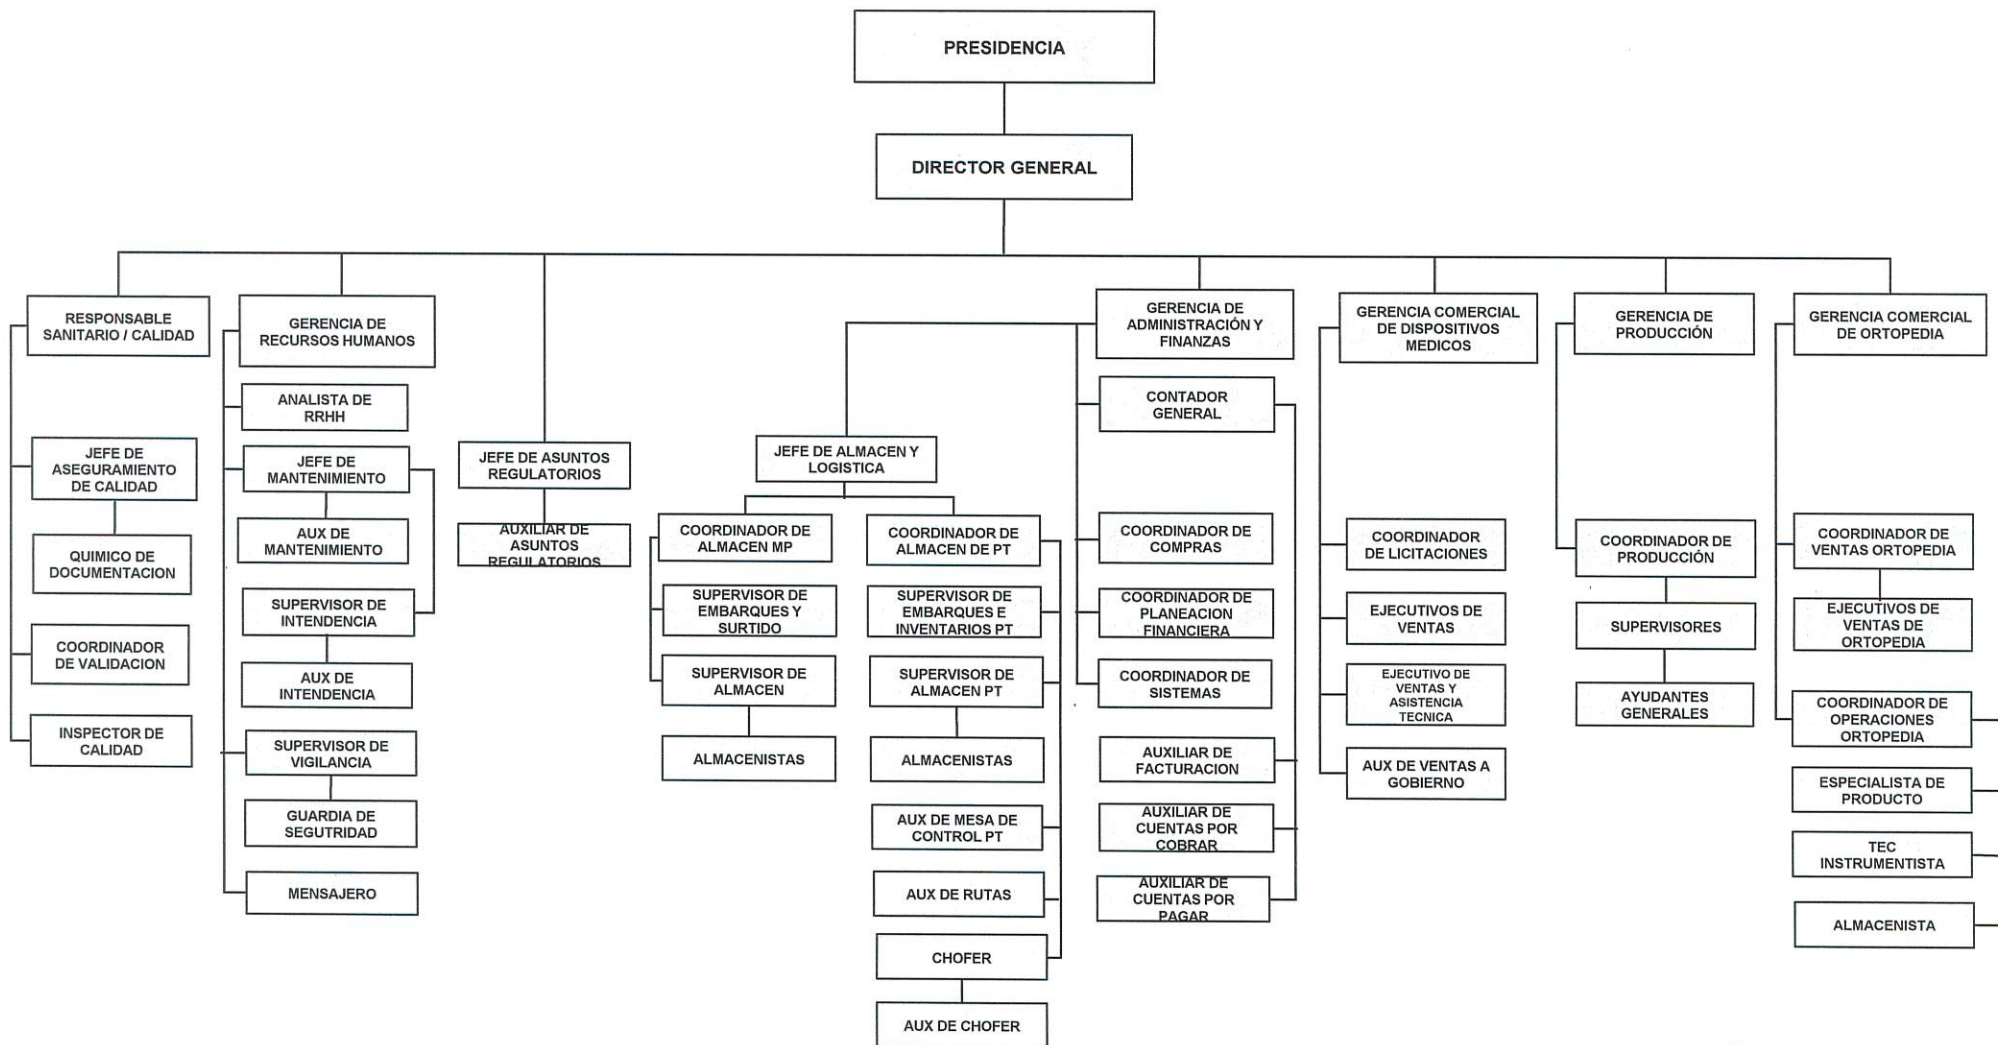 PRESIDENCIA
DIRECTOR GENERAL
RESPONSABLE
SANITARIO / CALIDAD
JEFE DE
ASEGURAMIENTO
DE CALIDAD
QUIMICO DE
DOCUMENTACION
COORDINADOR
DE VALIDACION
INSPECTOR DE
CALIDAD
GERENCIA DE
RECURSOS HUMANOS
ANALISTA DE
RRHH
JEFE DE
MANTENIMIENTO
AUX DE
MANTENIMIENTO
SUPERVISOR DE
INTENDENCIA
AUX DE
INTENDENCIA
SUPERVISOR DE
VIGILANCIA
GUARDIA DE
SEGUTRIDAD
MENSAJERO
JEFE DE ASUNTOS
REGULATORIOS
AUXILIAR DE
ASUNTOS
REGULATORIOS
GERENCIA DE
ADMINISTRACIÓN Y
FINANZAS
JEFE DE ALMACEN Y
LOGISTICA
COORDINADOR DE
ALMACEN MP
SUPERVISOR DE
EMBARQUES Y
SURTIDO
SUPERVISOR DE
ALMACEN
ALMACENISTAS
COORDINADOR DE
ALMACEN DE PT
SUPERVISOR DE
EMBARQUES E
INVENTARIOS PT
SUPERVISOR DE
ALMACEN PT
ALMACENISTAS
AUX DE MESA DE
CONTROL PT
AUX DE RUTAS
CHOFER
AUX DE CHOFER
CONTADOR
GENERAL
COORDINADOR DE
COMPRAS
COORDINADOR DE
PLANEACION
FINANCIERA
COORDINADOR DE
SISTEMAS
AUXILIAR DE
FACTURACION
AUXILIAR DE
CUENTAS POR
COBRAR
AUXILIAR DE
CUENTAS POR
PAGAR
GERENCIA COMERCIAL
DE DISPOSITIVOS
MEDICOS
COORDINADOR
DE LICITACIONES
EJECUTIVOS DE
VENTAS
EJECUTIVO DE
VENTAS Y
ASISTENCIA
TECNICA
AUX DE VENTAS A
GOBIERNO
GERENCIA DE
PRODUCCIÓN
COORDINADOR DE
PRODUCCIÓN
SUPERVISORES
AYUDANTES
GENERALES
GERENCIA COMERCIAL
DE ORTOPEDIA
COORDINADOR DE
VENTAS ORTOPEDIA
EJECUTIVOS DE
VENTAS DE
ORTOPEDIA
COORDINADOR DE
OPERACIONES
ORTOPEDIA
ESPECIALISTA DE
PRODUCTO
TEC
INSTRUMENTISTA
ALMACENISTA